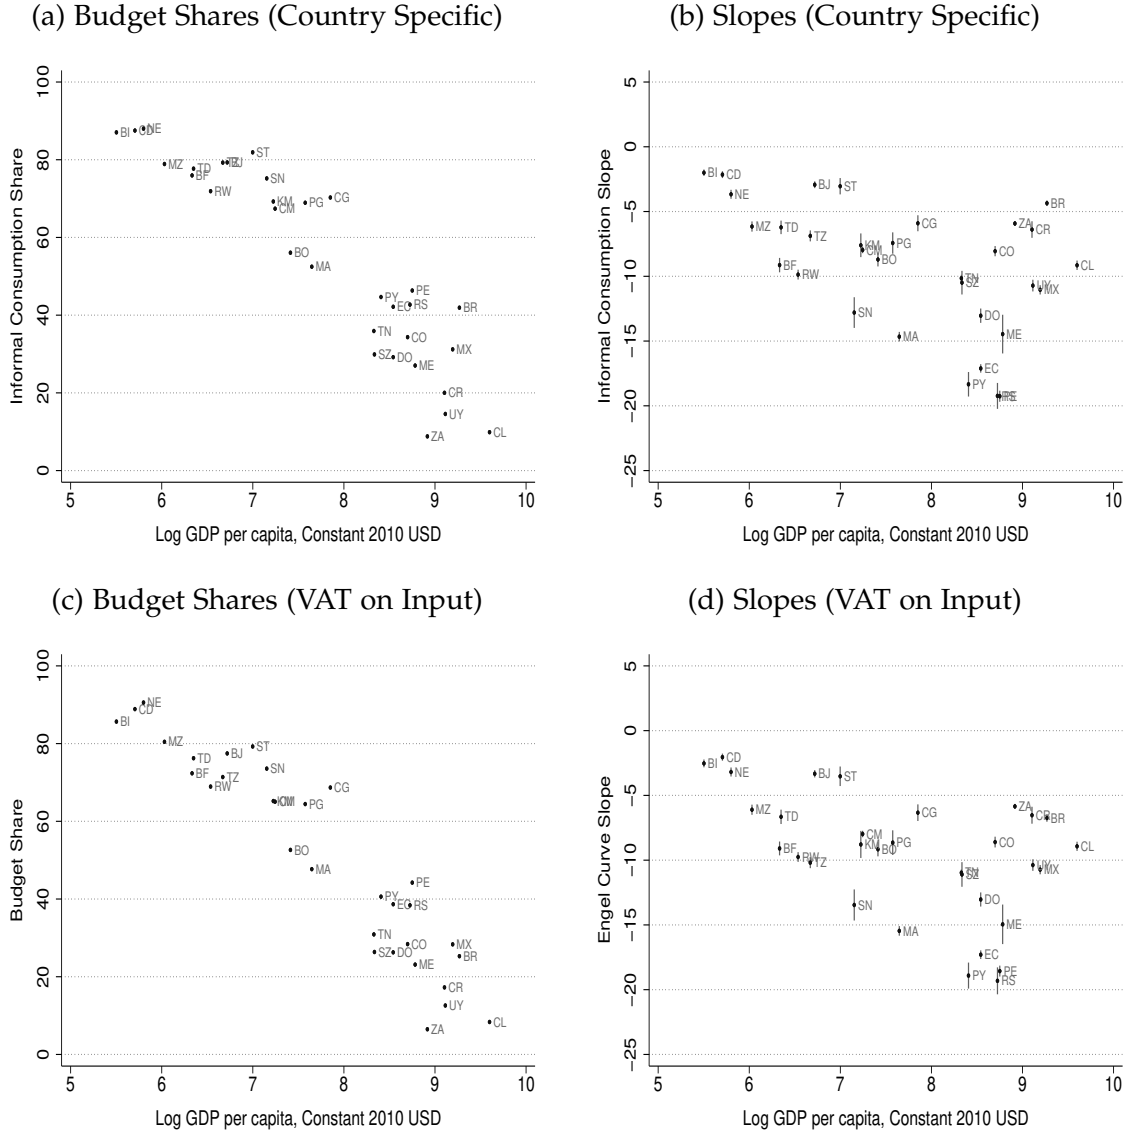 (a) Budget Shares (Country Specific)
Informal Consumption Share
100
80
60
40
20
0
BI
CD
NE
MZ
TD
BF
RW
BJ
ST
SN
KM
CM
PG
CG
BO
MA
PY
PE
EC
RS
BR
TN
CO
SZ
DO
ME
MX
CR
UY
ZA
CL
5 6 7 8 9 10
Log GDP per capita, Constant 2010 USD
(b) Slopes (Country Specific)
Informal Consumption Slope
5
0
−5
−10
−15
−20
−25
BI
CD
NE
BJ
ST
BR
MZ
TD
TZ
CG
ZA
CR
KM
CM
PG
BO
CO
CL
BF
RW
TN
SZ
UY
MX
SN
MA
DO
ME
EC
PY
PE
5 6 7 8 9 10
Log GDP per capita, Constant 2010 USD
(c) Budget Shares (VAT on Input)
Budget Share
100
80
60
40
20
0
NE
CD
BI
MZ
TD
BF
RW
TZ
BJ
ST
SN
KM
CM
PG
CG
BO
MA
PE
PY
EC
RS
TN
SZ
DO
CO
ME
MX
BR
CR
UY
ZA
CL
5 6 7 8 9 10
Log GDP per capita, Constant 2010 USD
(d) Slopes (VAT on Input)
Engel Curve Slope
5
0
−5
−10
−15
−20
−25
BI
CD
NE
BJ
ST
MZ
TD
CG
ZA
CR
BR
CM
KM
BO
PG
CO
CL
BF
RW
TZ
TN
SZ
UY
MX
SN
MA
DO
ME
EC
PY
PE
RS
5 6 7 8 9 10
Log GDP per capita, Constant 2010 USD